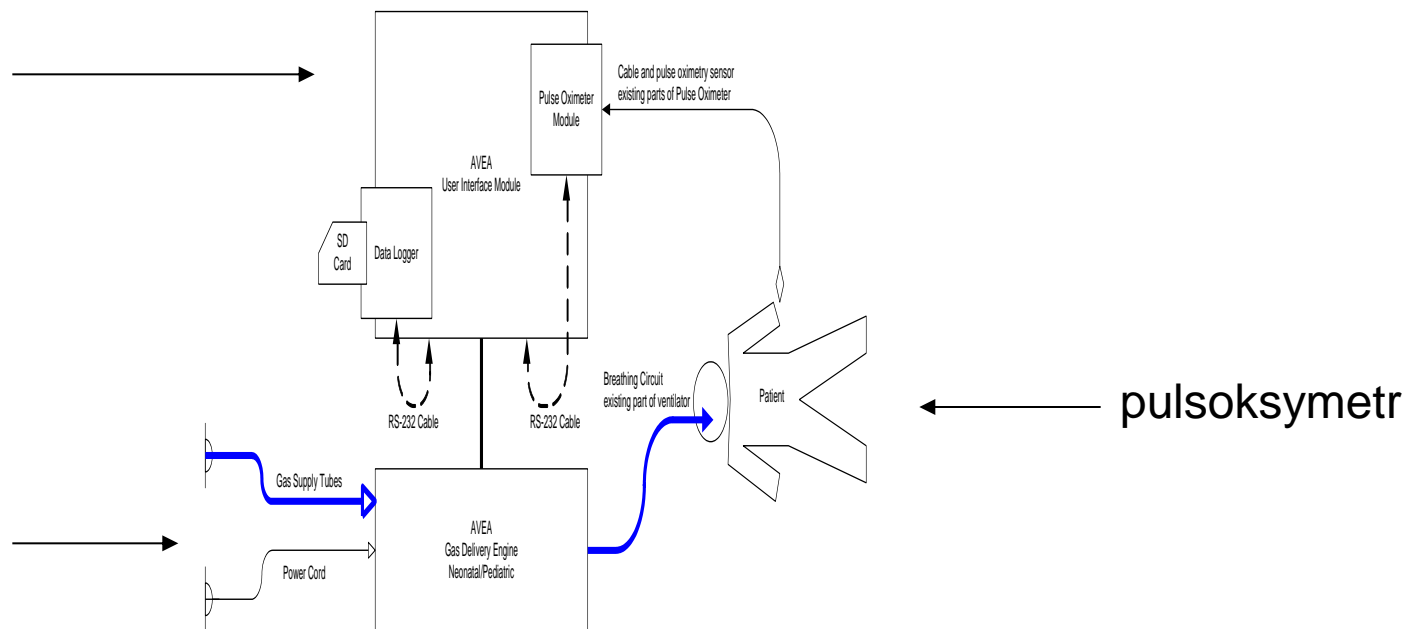 Cable and pulse oximetry sensor
existing parts of Pulse Oximeter
Pulse Oximeter
Module
AVEA
User Interface Module
SD
Card
Data Logger
Breathing Circuit
existing part of ventilator
Patient
pulsoksymetr
RS-232 Cable
RS-232 Cable
Gas Supply Tubes
AVEA
Gas Delivery Engine
Neonatal/Pediatric
Power Cord